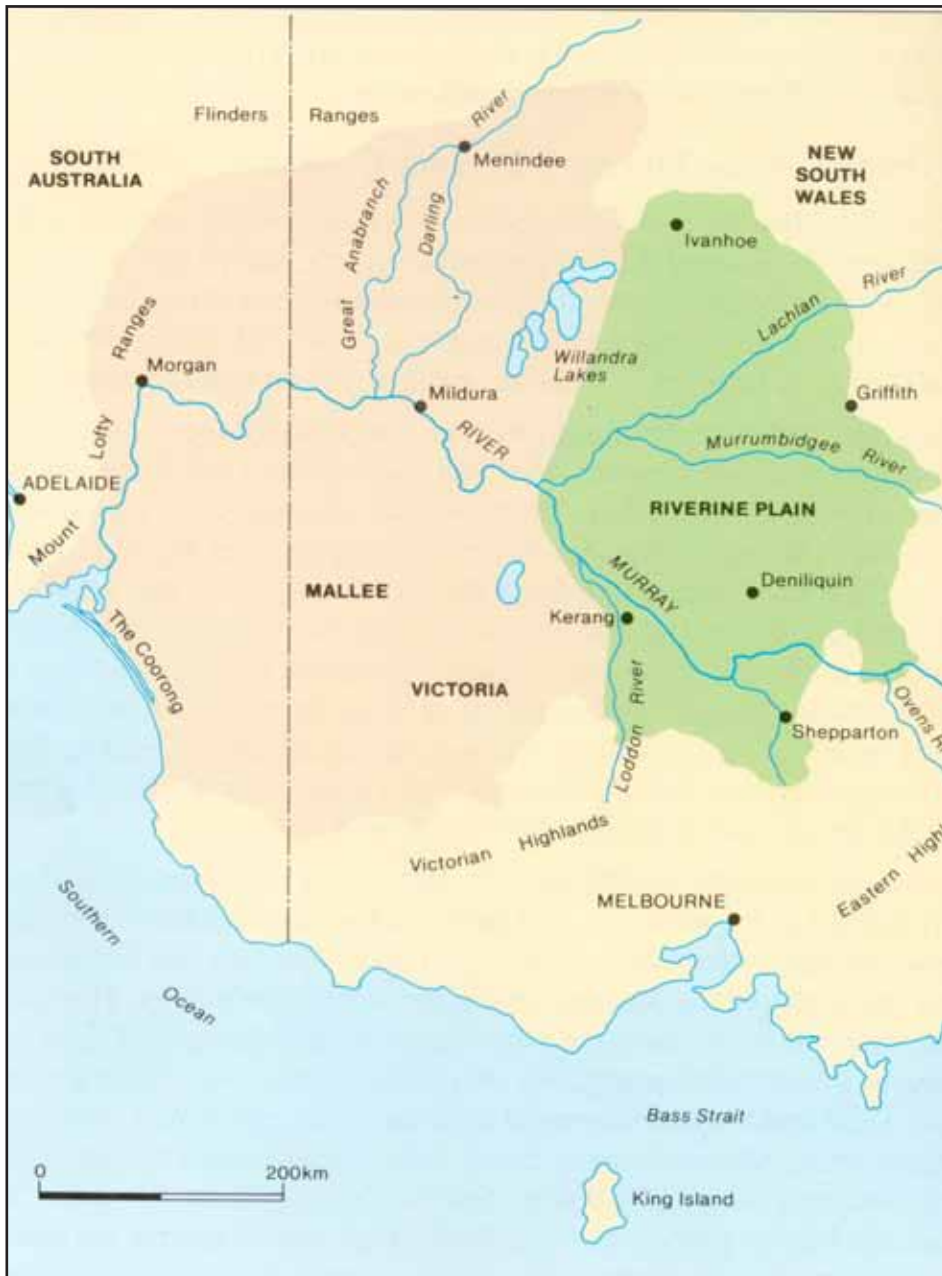 River
Flinders Ranges
Menindee
SOUTH
AUSTRALIA
NEW
SOUTH
WALES
Great Anabranch
Darling
Ivanhoe
Lachlan River
Mount Lofty Ranges
Morgan
Willandra
Lakes
Mildura
Griffith
RIVER
Murrumbidgee River
ADELAIDE
RIVERINE PLAIN
MALLEE
MURRAY
Deniliquin
Kerang
The Coorong
VICTORIA
Loddon River
Shepparton
Ovens
Victorian Highlands
Eastern
MELBOURNE
Southern
Ocean
Bass Strait
0 200km
King Island